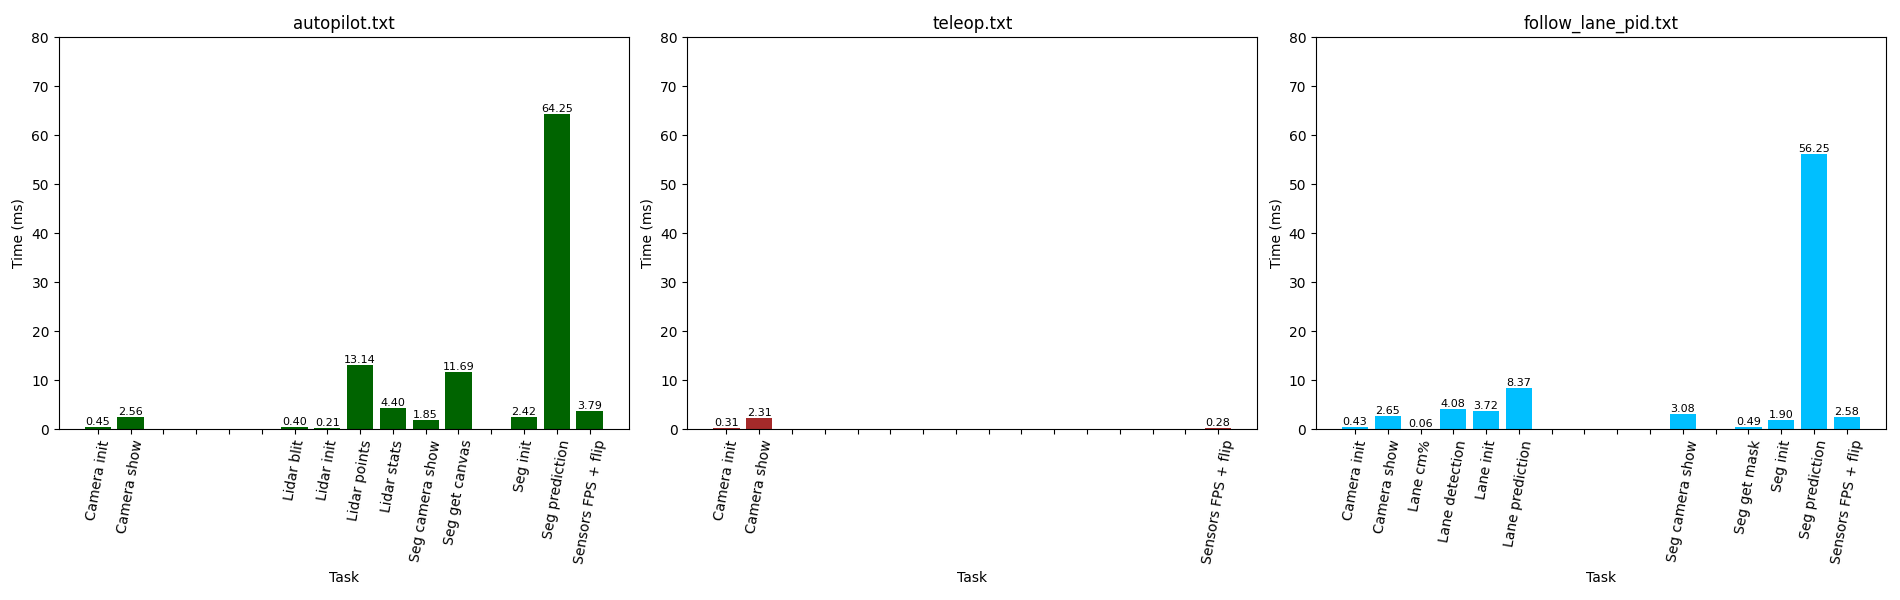 autopilot.txt
80
70
60
50
40
30
20
10
0
Time (ms)
0.45
2.56
0.40
0.21
13.14
4.40
1.85
11.69
2.42
64.25
3.79
Camera init
Camera show
Lidar blit
Lidar init
Lidar points
Lidar stats
Seg camera show
Seg get canvas
Seg init
Seg prediction
Sensors FPS + flip
Task
teleop.txt
80
70
60
50
40
30
20
10
0
Time (ms)
0.31
2.31
0.28
Camera init
Camera show
Sensors FPS + flip
Task
follow_lane_pid.txt
80
70
60
50
40
30
20
10
0
Time (ms)
0.43
2.65
0.06
4.08
3.72
8.37
3.08
0.49
1.90
56.25
2.58
Camera init
Camera show
Lane cm%
Lane detection
Lane init
Lane prediction
Seg camera show
Seg get mask
Seg init
Seg prediction
Sensors FPS + flip
Task